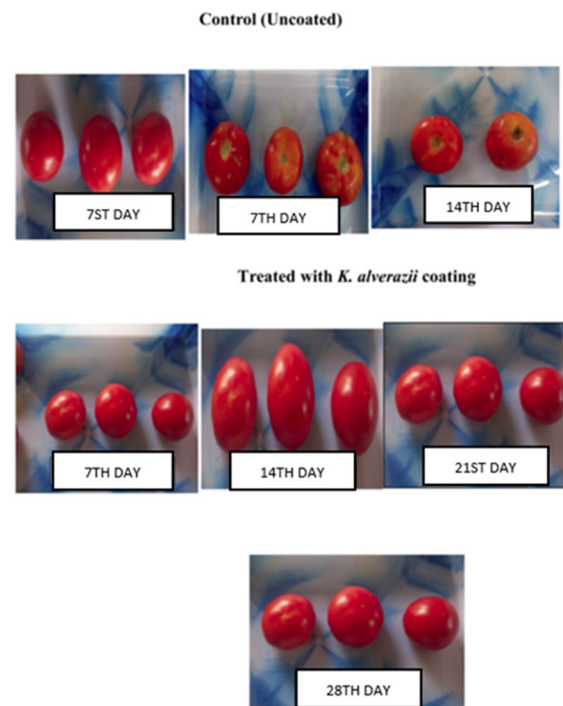 Control (Uncoated)
7ST DAY
7TH DAY
14TH DAY
Treated with K. alverazii coating
7TH DAY
14TH DAY
21ST DAY
28TH DAY